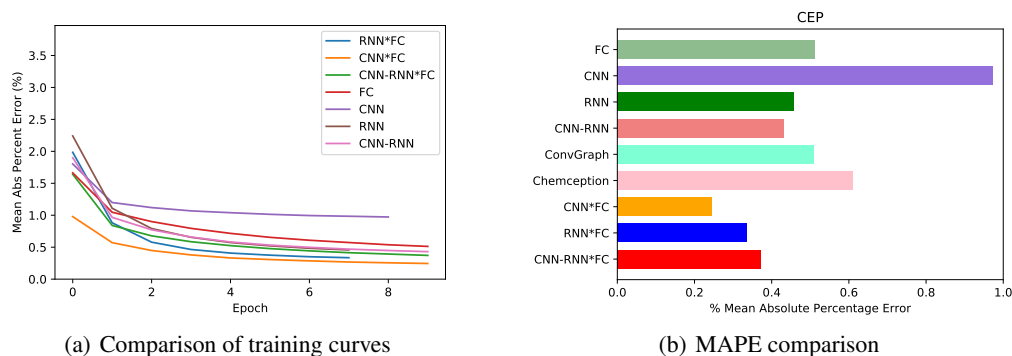 Mean Abs Percent Error (%)
3.5
3.0
2.5
2.0
1.5
1.0
0.5
0.0
0 2 4 6 8
Epoch
RNN*FC
CNN*FC
CNN-RNN*FC
FC
CNN
RNN
CNN-RNN
(a) Comparison of training curves
CEP
FC
CNN
RNN
CNN-RNN
ConvGraph
Chemception
CNN*FC
RNN*FC
CNN-RNN*FC
0.0 0.2 0.4 0.6 0.8 1.0
% Mean Absolute Percentage Error
(b) MAPE comparison